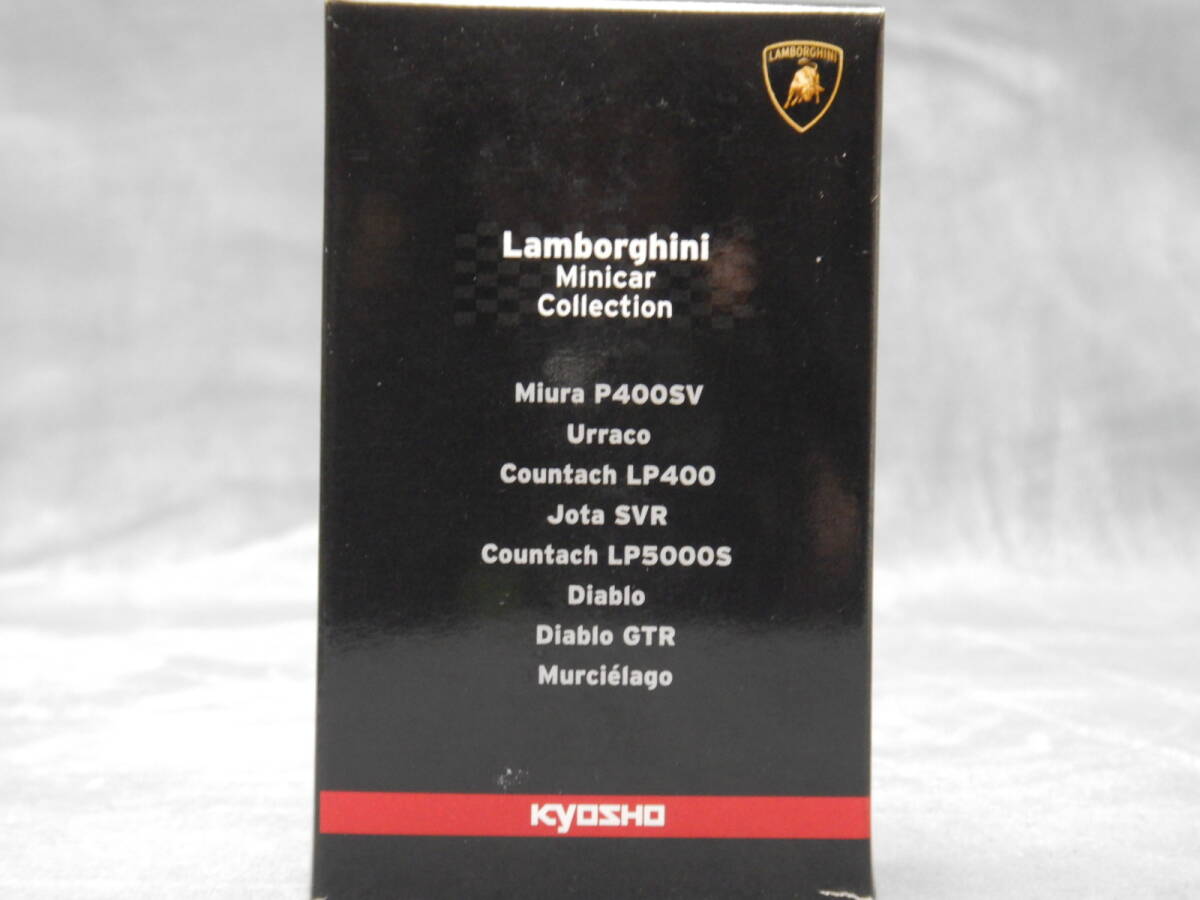 LAMBORGHINI
Lamborghini
Minicar
Collection
Miura P400SV
Urraco
Countach LP400
Jota SVR
Countach LP5000S
Diablo
Diablo GTR
Murciélago
KYOSHO